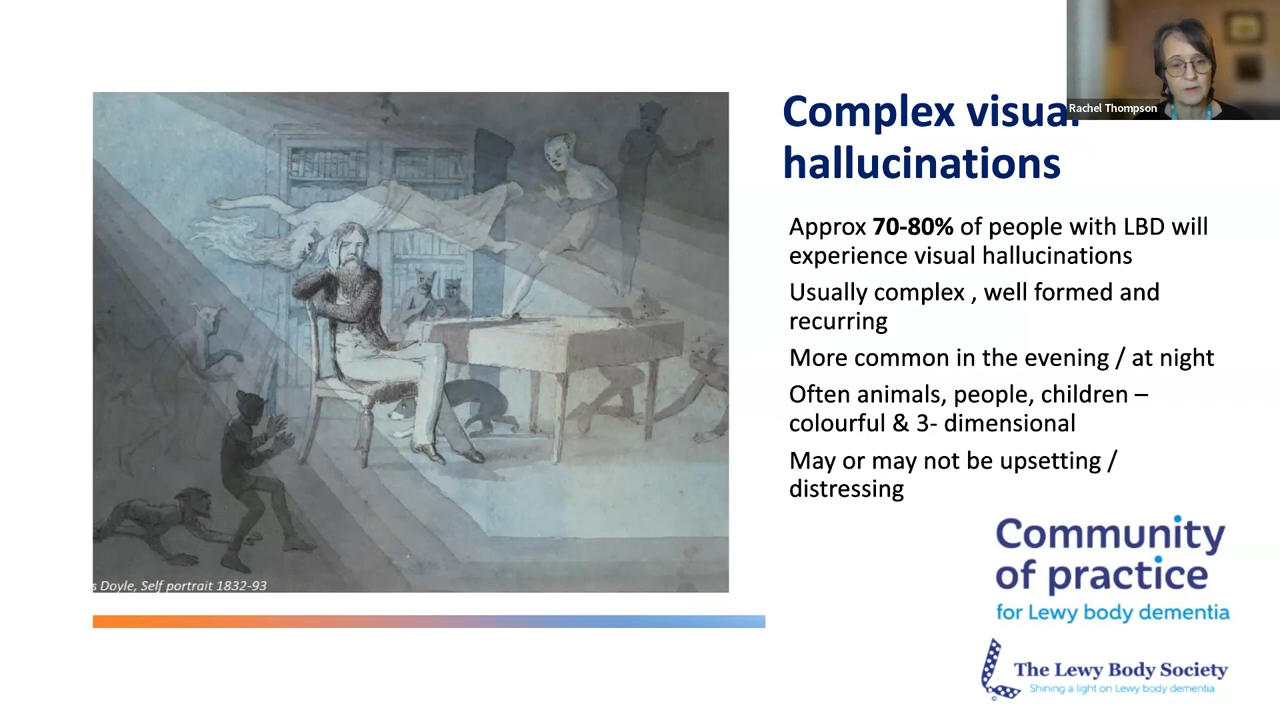 Complex visual
hallucinations
Rachel Thompson
Approx 70-80% of people with LBD will
experience visual hallucinations
Usually complex , well formed and
recurring
More common in the evening / at night
Often animals, people, children –
colourful & 3- dimensional
May or may not be upsetting /
distressing
s Doyle, Self portrait 1832-93
Community
of practice
for Lewy body dementia
The Lewy Body Society
Shining a light on Lewy body dementia